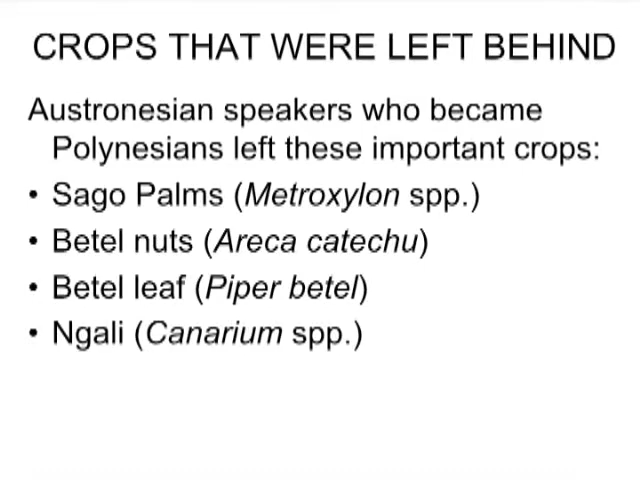 CROPS THAT WERE LEFT BEHIND
Austronesian speakers who became
Polynesians left these important crops:
• Sago Palms (Metroxylon spp.)
• Betel nuts (Areca catechu)
• Betel leaf (Piper betel)
• Ngali (Canarium spp.)